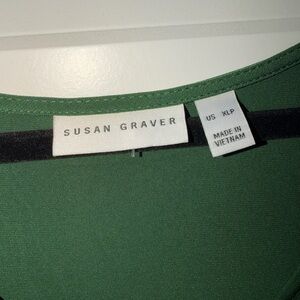 SUSAN GRAVER
US XLP
MADE IN
VIETNAM